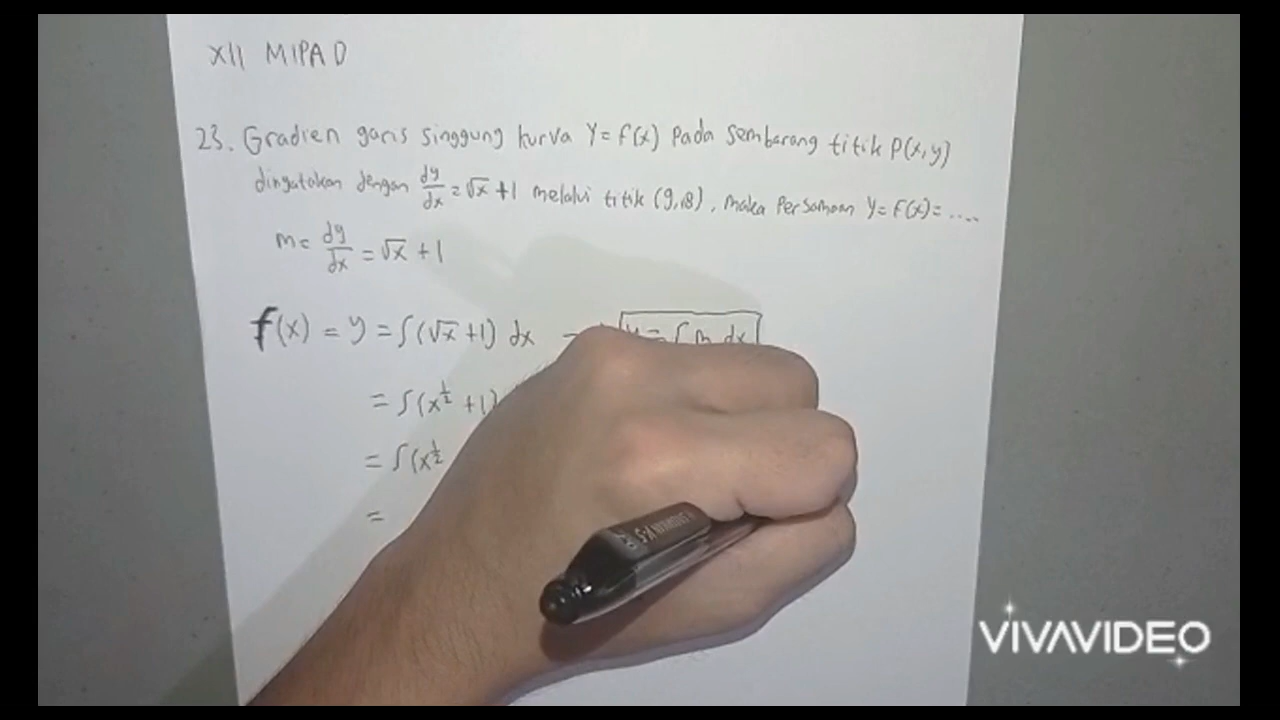 XII MIPA D
23. Gradien garis singgung kurva Y = f(x) Pada sembarang titik P(x,y)
dinyatakan dengan dy/dx = √x + 1 melalui titik (9,18), maka Persamaan Y = F(x) = ....
m = dy/dx = √x + 1
f(x) = y = ∫(√x + 1) dx → y = ∫ m dx
= ∫(x^1/2 + 1)
= ∫(x^1/2
=
VIVAVIDEO